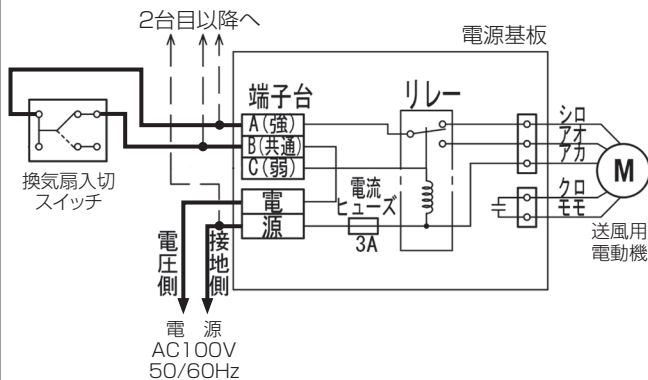 2台目以降へ
電源基板
端子台
リレー
A(強)
B(共通)
C(弱)
電
源
電流
ヒューズ
3A
シロ
アオ
アカ
クロ
モモ
M
送風用
電動機
換気扇入切
スイッチ
電圧側
接地側
電 源
AC100V
50/60Hz